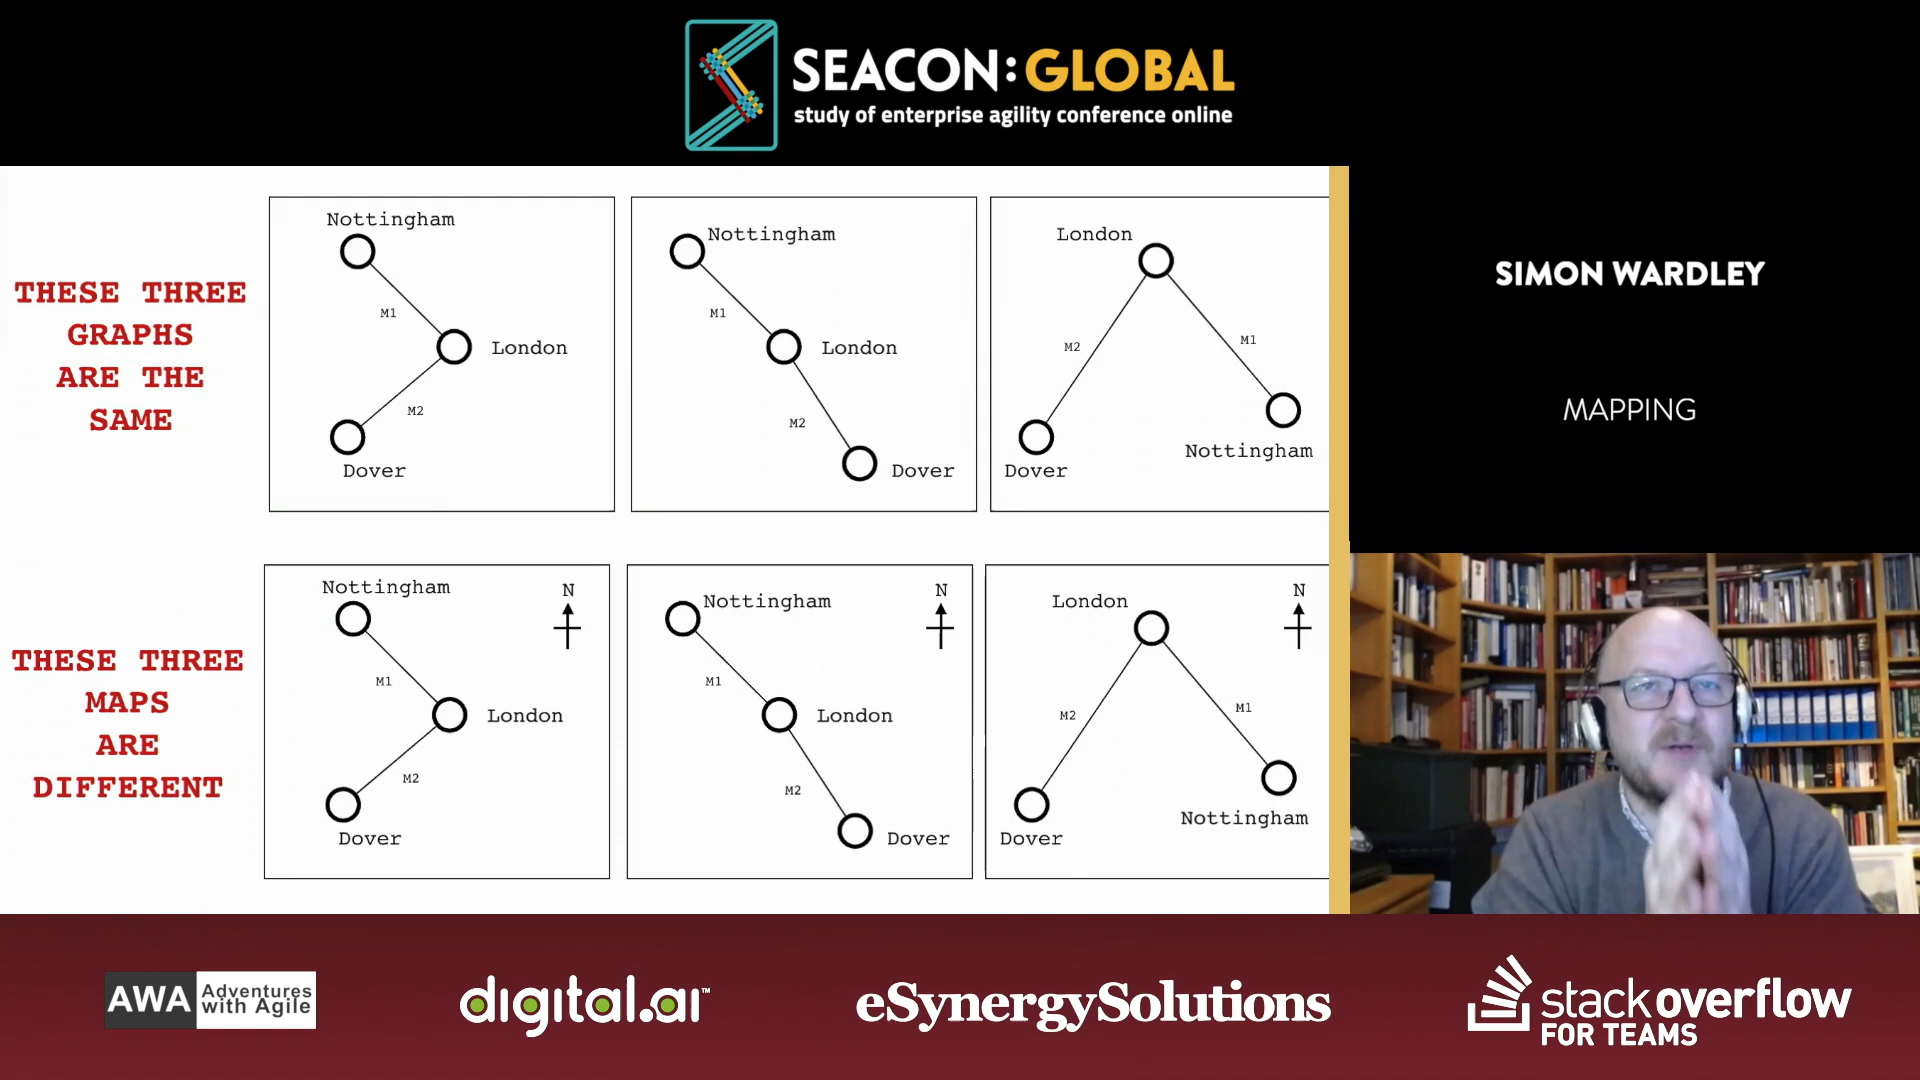 SEACON:GLOBAL
study of enterprise agility conference online
THESE THREE
GRAPHS
ARE THE
SAME
Nottingham
M1
London
M2
Dover
Nottingham
M1
London
M2
Dover
London
M2
M1
Dover
Nottingham
THESE THREE
MAPS
ARE
DIFFERENT
Nottingham
N
M1
London
M2
Dover
Nottingham
N
M1
London
M2
Dover
London
N
M2
M1
Dover
Nottingham
SIMON WARDLEY
MAPPING
AWA Adventures
with Agile
digital.ai™
eSynergySolutions
stackoverflow
FOR TEAMS